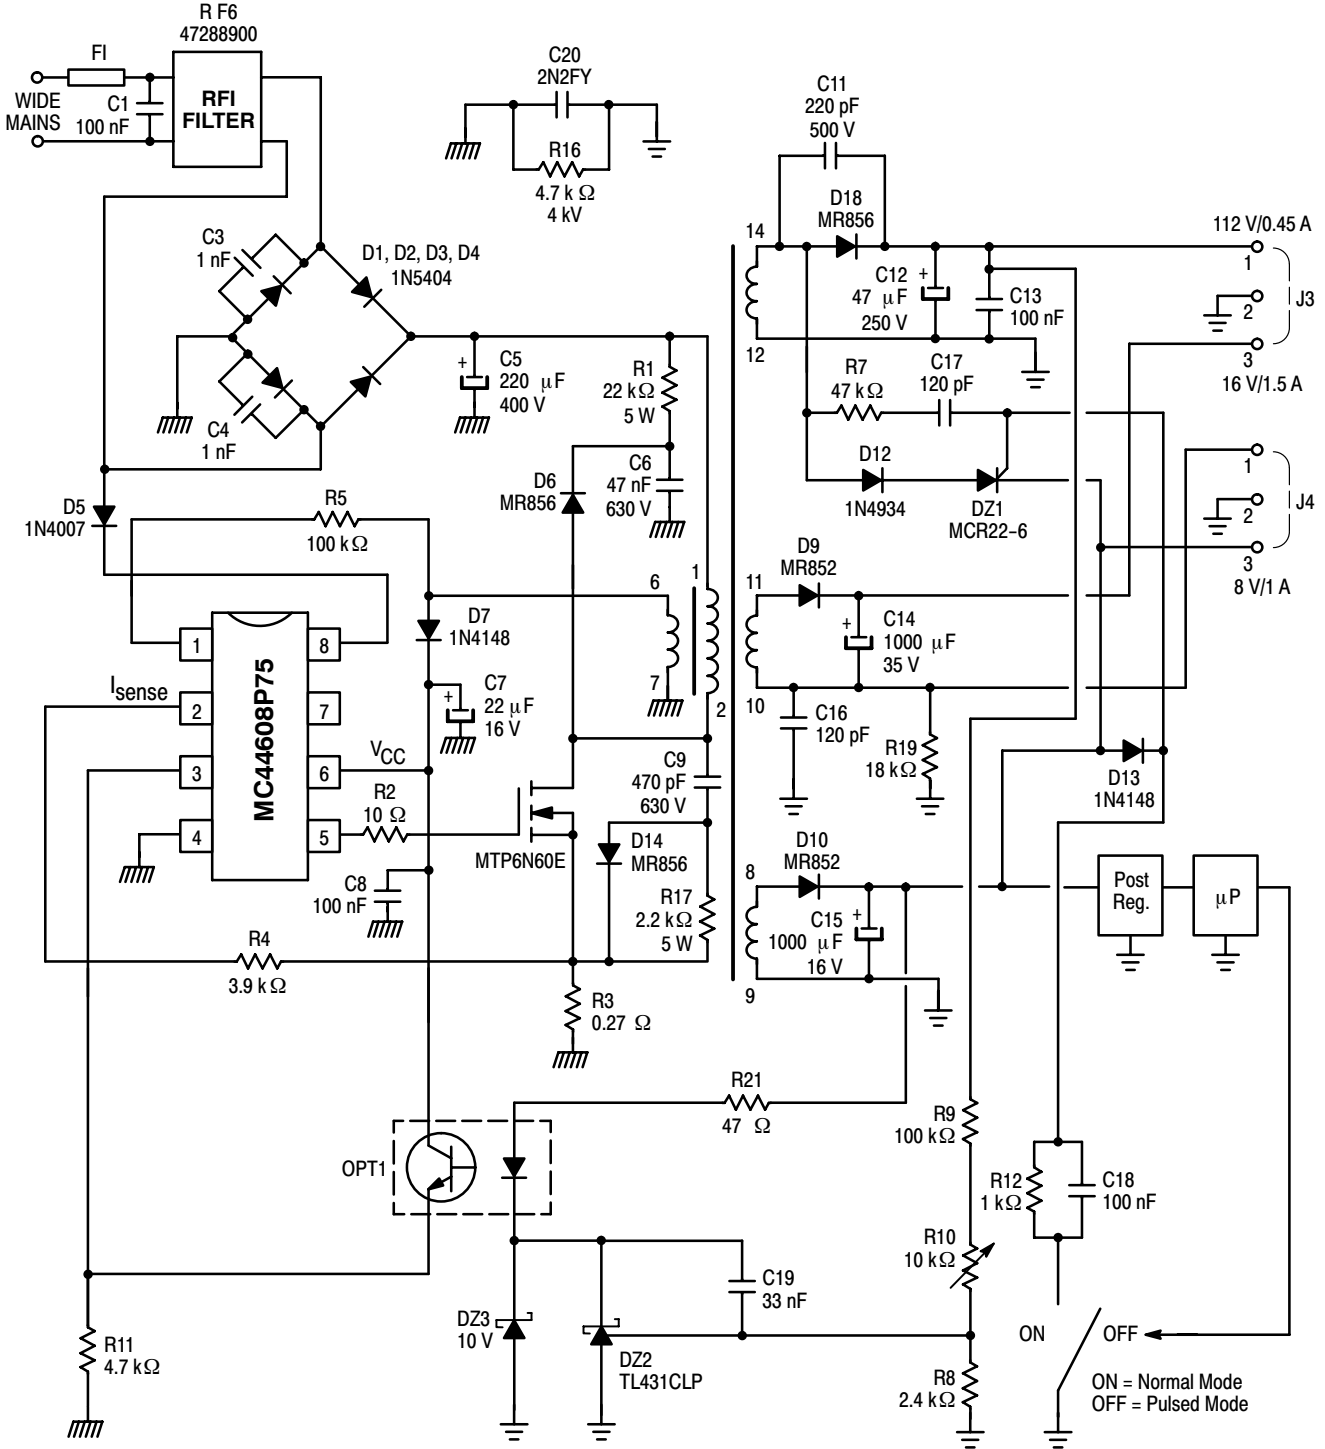 R F6
47288900
FI
WIDE
MAINS
C1
100 nF
RFI
FILTER
C20
2N2FY
R16
4.7 k Ω
4 kV
C11
220 pF
500 V
D18
MR856
14
12
C12
+
47 μF
250 V
C13
100 nF
112 V/0.45 A
1
2
3
J3
16 V/1.5 A
C3
1 nF
D1, D2, D3, D4
1N5404
C4
1 nF
+
C5
220 μF
400 V
R1
22 kΩ
5 W
C6
47 nF
630 V
D6
MR856
R7
47 kΩ
C17
120 pF
D12
1N4934
DZ1
MCR22-6
1
2
3
J4
8 V/1 A
D5
1N4007
R5
100 kΩ
D7
1N4148
6
7
1
2
D9
MR852
11
10
+
C14
1000 μF
35 V
MC44608P75
1
2
3
4
8
7
6
5
Isense
VCC
+
C7
22 μF
16 V
R2
10 Ω
MTP6N60E
C8
100 nF
C9
470 pF
630 V
D14
MR856
R17
2.2 kΩ
5 W
C16
120 pF
R19
18 kΩ
D13
1N4148
D10
MR852
8
9
C15
+
1000 μF
16 V
Post
Reg.
μP
R4
3.9 kΩ
R3
0.27 Ω
R21
47 Ω
OPT1
R9
100 kΩ
R12
1 kΩ
C18
100 nF
R10
10 kΩ
C19
33 nF
DZ3
10 V
DZ2
TL431CLP
R11
4.7 kΩ
R8
2.4 kΩ
ON
OFF
ON = Normal Mode
OFF = Pulsed Mode